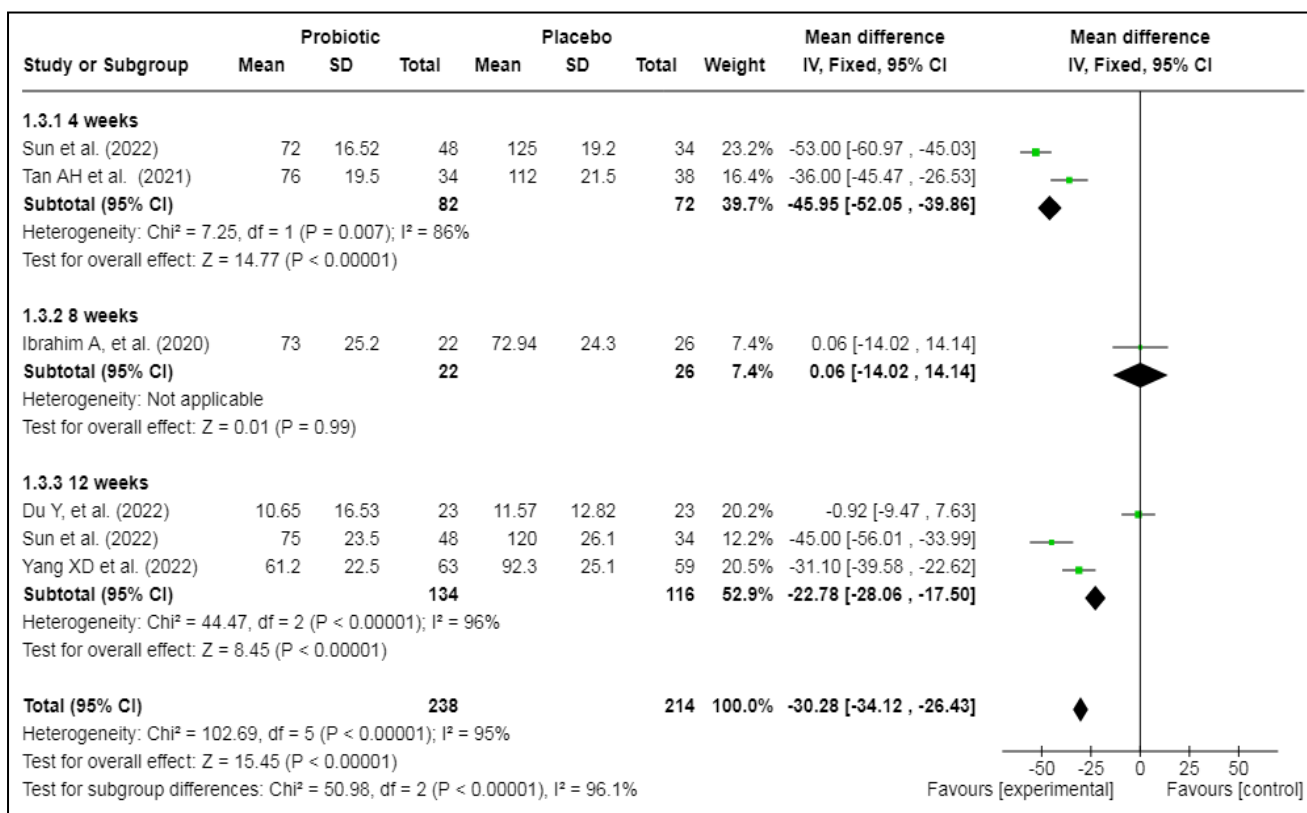 Probiotic Placebo Mean difference Mean difference
Study or Subgroup Mean SD Total Mean SD Total Weight IV, Fixed, 95% CI IV, Fixed, 95% CI
1.3.1 4 weeks
Sun et al. (2022) 72 16.52 48 125 19.2 34 23.2% -53.00 [-60.97 , -45.03]
Tan AH et al. (2021) 76 19.5 34 112 21.5 38 16.4% -36.00 [-45.47 , -26.53]
Subtotal (95% CI) 82 72 39.7% -45.95 [-52.05 , -39.86]
Heterogeneity: Chi² = 7.25, df = 1 (P = 0.007); I² = 86%
Test for overall effect: Z = 14.77 (P < 0.00001)
1.3.2 8 weeks
Ibrahim A, et al. (2020) 73 25.2 22 72.94 24.3 26 7.4% 0.06 [-14.02 , 14.14]
Subtotal (95% CI) 22 26 7.4% 0.06 [-14.02 , 14.14]
Heterogeneity: Not applicable
Test for overall effect: Z = 0.01 (P = 0.99)
1.3.3 12 weeks
Du Y, et al. (2022) 10.65 16.53 23 11.57 12.82 23 20.2% -0.92 [-9.47 , 7.63]
Sun et al. (2022) 75 23.5 48 120 26.1 34 12.2% -45.00 [-56.01 , -33.99]
Yang XD et al. (2022) 61.2 22.5 63 92.3 25.1 59 20.5% -31.10 [-39.58 , -22.62]
Subtotal (95% CI) 134 116 52.9% -22.78 [-28.06 , -17.50]
Heterogeneity: Chi² = 44.47, df = 2 (P < 0.00001); I² = 96%
Test for overall effect: Z = 8.45 (P < 0.00001)
Total (95% CI) 238 214 100.0% -30.28 [-34.12 , -26.43]
Heterogeneity: Chi² = 102.69, df = 5 (P < 0.00001); I² = 95%
Test for overall effect: Z = 15.45 (P < 0.00001)
-50 -25 0 25 50
Test for subgroup differences: Chi² = 50.98, df = 2 (P < 0.00001), I² = 96.1% Favours [experimental] Favours [control]